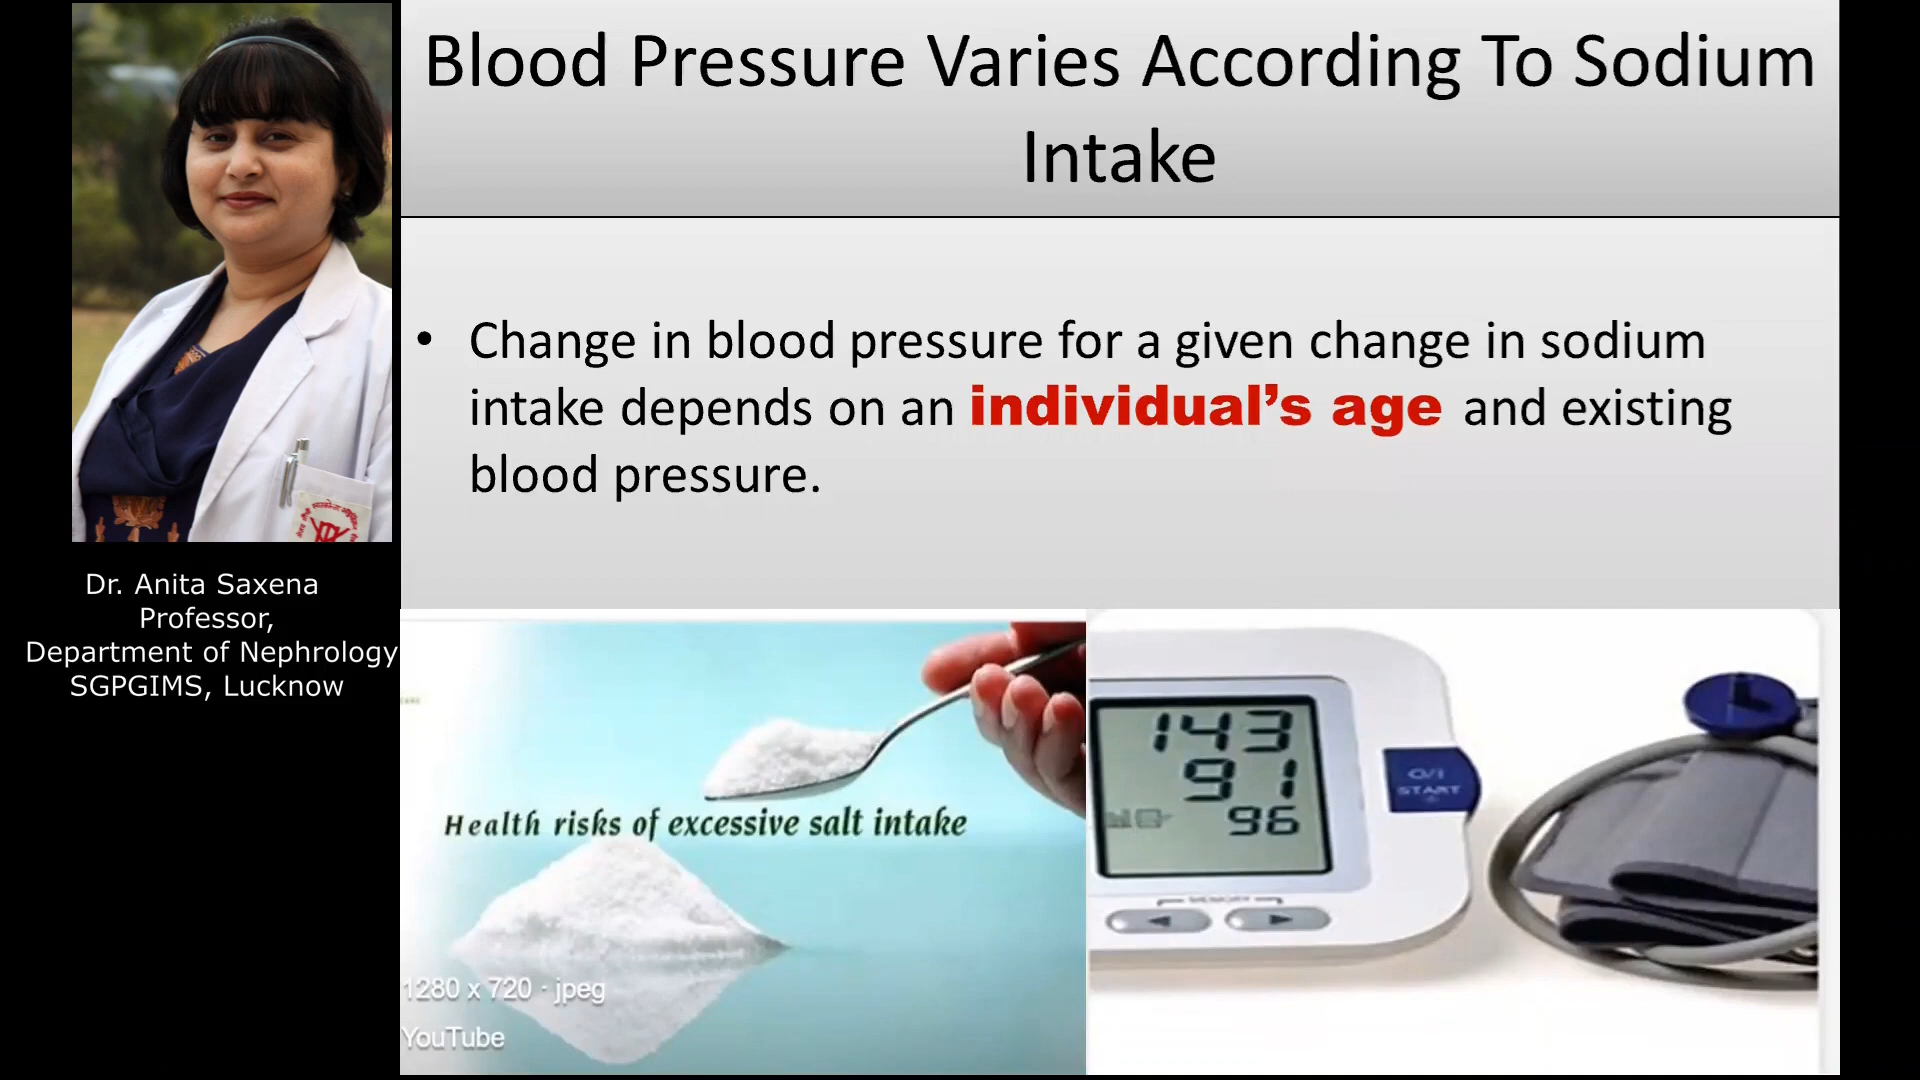 Blood Pressure Varies According To Sodium
Intake
• Change in blood pressure for a given change in sodium
intake depends on an individual’s age and existing
blood pressure.
Dr. Anita Saxena
Professor,
Department of Nephrology
SGPGIMS, Lucknow
Health risks of excessive salt intake
1280 x 720 · jpeg
YouTube
143
91
96
O/I
START
MEMORY